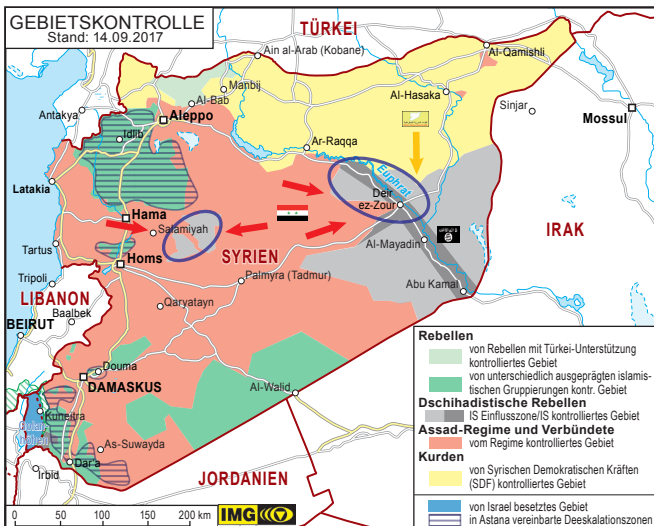 GEBIETSKONTROLLE
Stand: 14.09.2017
TÜRKEI
Ain al-Arab (Kobane)
Al-Qamishli
Manbij
Al-Bab
Antakya
Aleppo
Al-Hasaka
Sinjar
Mossul
Idlib
Ar-Raqqa
Euphrat
Latakia
Deir
ez-Zour
Hama
Salamiyah
IRAK
Tartus
SYRIEN
Al-Mayadin
Homs
Tripoli
Palmyra (Tadmur)
Abu Kamal
LIBANON
Qaryatayn
Baalbek
BEIRUT
Douma
DAMASKUS
Al-Walid
Kuneitra
Golan-
höhen
As-Suwayda
Dar'a
Irbid
JORDANIEN
0 50 100 150 200 km
IMG
Rebellen
von Rebellen mit Türkei-Unterstützung
kontrolliertes Gebiet
von unterschiedlich ausgeprägten islamis-
tischen Gruppierungen kontr. Gebiet
Dschihadistische Rebellen
IS Einflusszone/IS kontrolliertes Gebiet
Assad-Regime und Verbündete
vom Regime kontrolliertes Gebiet
Kurden
von Syrischen Demokratischen Kräften
(SDF) kontrolliertes Gebiet
von Israel besetztes Gebiet
in Astana vereinbarte Deeskalationszonen